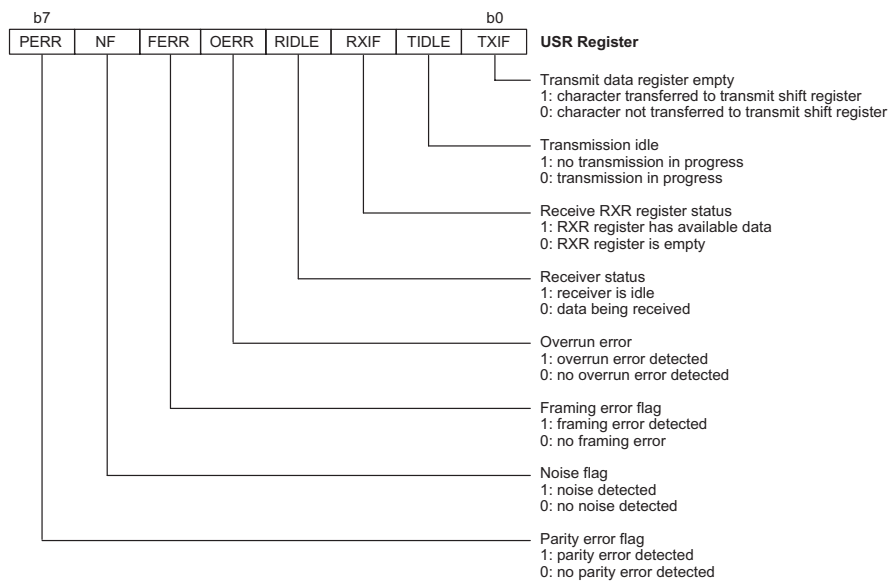 b7 b0
PERR NF FERR OERR RIDLE RXIF TIDLE TXIF USR Register
Transmit data register empty
1: character transferred to transmit shift register
0: character not transferred to transmit shift register
Transmission idle
1: no transmission in progress
0: transmission in progress
Receive RXR register status
1: RXR register has available data
0: RXR register is empty
Receiver status
1: receiver is idle
0: data being received
Overrun error
1: overrun error detected
0: no overrun error detected
Framing error flag
1: framing error detected
0: no framing error
Noise flag
1: noise detected
0: no noise detected
Parity error flag
1: parity error detected
0: no parity error detected